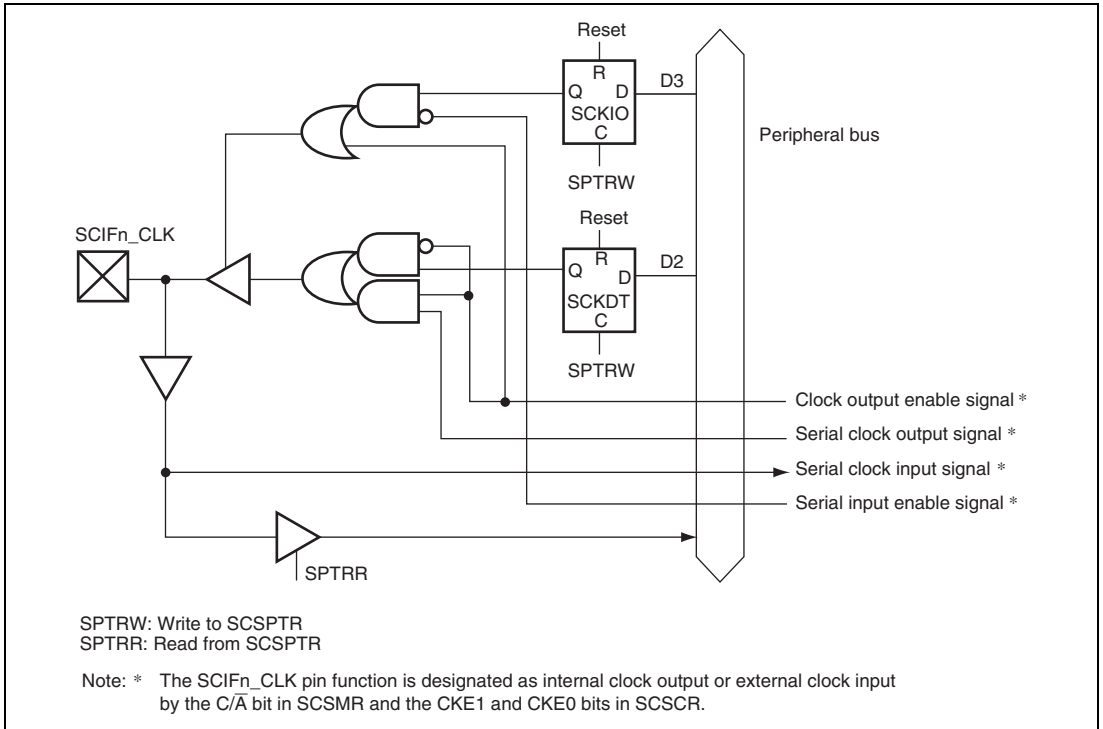 Reset
R
Q D
SCKIO
C
D3
SPTRW
Peripheral bus
Reset
R
Q D
SCKDT
C
D2
SPTRW
SCIFn_CLK
Clock output enable signal *
Serial clock output signal *
Serial clock input signal *
Serial input enable signal *
SPTRR
SPTRW: Write to SCSPTR
SPTRR: Read from SCSPTR
Note: * The SCIFn_CLK pin function is designated as internal clock output or external clock input
by the C/A̅ bit in SCSMR and the CKE1 and CKE0 bits in SCSCR.